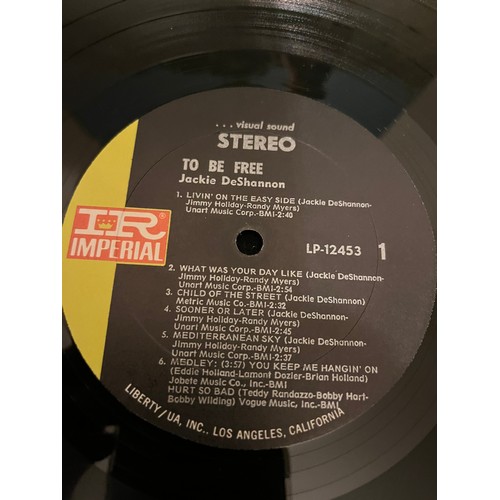 ...visual sound
STEREO
TO BE FREE
Jackie DeShannon
1. LIVIN' ON THE EASY SIDE (Jackie DeShannon-
Jimmy Holiday-Randy Myers)
Unart Music Corp.-BMI-2:40
IR
IMPERIAL
LP-12453 1
2. WHAT WAS YOUR DAY LIKE (Jackie DeShannon-
Jimmy Holiday-Randy Myers)
Unart Music Corp.-BMI-2:54
3. CHILD OF THE STREET (Jackie DeShannon)
Metric Music Co.-BMI-2:32
4. SOONER OR LATER (Jackie DeShannon-
Jimmy Holiday-Randy Myers)
Unart Music Corp.-BMI-2:45
5. MEDITERRANEAN SKY (Jackie DeShannon-
Jimmy Holiday-Randy Myers)
Unart Music Corp.-BMI-2:37
6. MEDLEY: (3:57) YOU KEEP ME HANGIN' ON
(Eddie Holland-Lamont Dozier-Brian Holland)
Jobete Music Co., Inc.-BMI
HURT SO BAD (Teddy Randazzo-Bobby Hart-
Bobby Wilding) Vogue Music, Inc.-BMI
LIBERTY/UA, INC., LOS ANGELES, CALIFORNIA